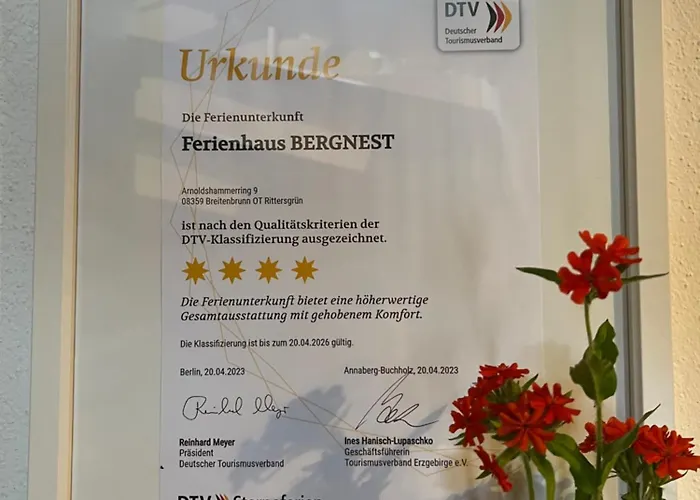 DTV
Deutscher
Tourismusverband
Urkunde
Die Ferienunterkunft
Ferienhaus BERGNEST
Arnoldshammerring 9
08359 Breitenbrunn OT Rittersgrün
ist nach den Qualitätskriterien der
DTV-Klassifizierung ausgezeichnet.
Die Ferienunterkunft bietet eine höherwertige
Gesamtausstattung mit gehobenem Komfort.
Die Klassifizierung ist bis zum 20.04.2026 gültig.
Berlin, 20.04.2023
Annaberg-Buchholz, 20.04.2023
Reinhard Meyer
Präsident
Deutscher Tourismusverband
Ines Hanisch-Lupaschko
Geschäftsführerin
Tourismusverband Erzgebirge e.V.
DTV Sterneferien